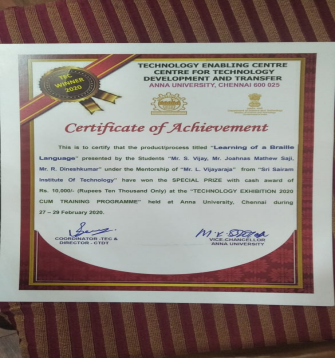 TECHNOLOGY ENABLING CENTRE
CENTRE FOR TECHNOLOGY
DEVELOPMENT AND TRANSFER
ANNA UNIVERSITY, CHENNAI 600 025
TEC
WINNER
2020
Certificate of Achievement
This is to certify that the product/process titled "Learning of a Braille
Language" presented by the Students "Mr. S. Vijay, Mr. Joahnas Mathew Saji,
Mr. R. Dineshkumar" under the Mentorship of "Mr. L. Vijayaraja" from "Sri Sairam
Institute Of Technology" have won the SPECIAL PRIZE with cash award of
Rs. 10,000/- (Rupees Ten Thousand Only) at the "TECHNOLOGY EXHIBITION 2020
CUM TRAINING PROGRAMME" held at Anna University, Chennai during
27 – 29 February 2020.
COORDINATOR -TEC &
DIRECTOR - CTDT
VICE-CHANCELLOR
ANNA UNIVERSITY